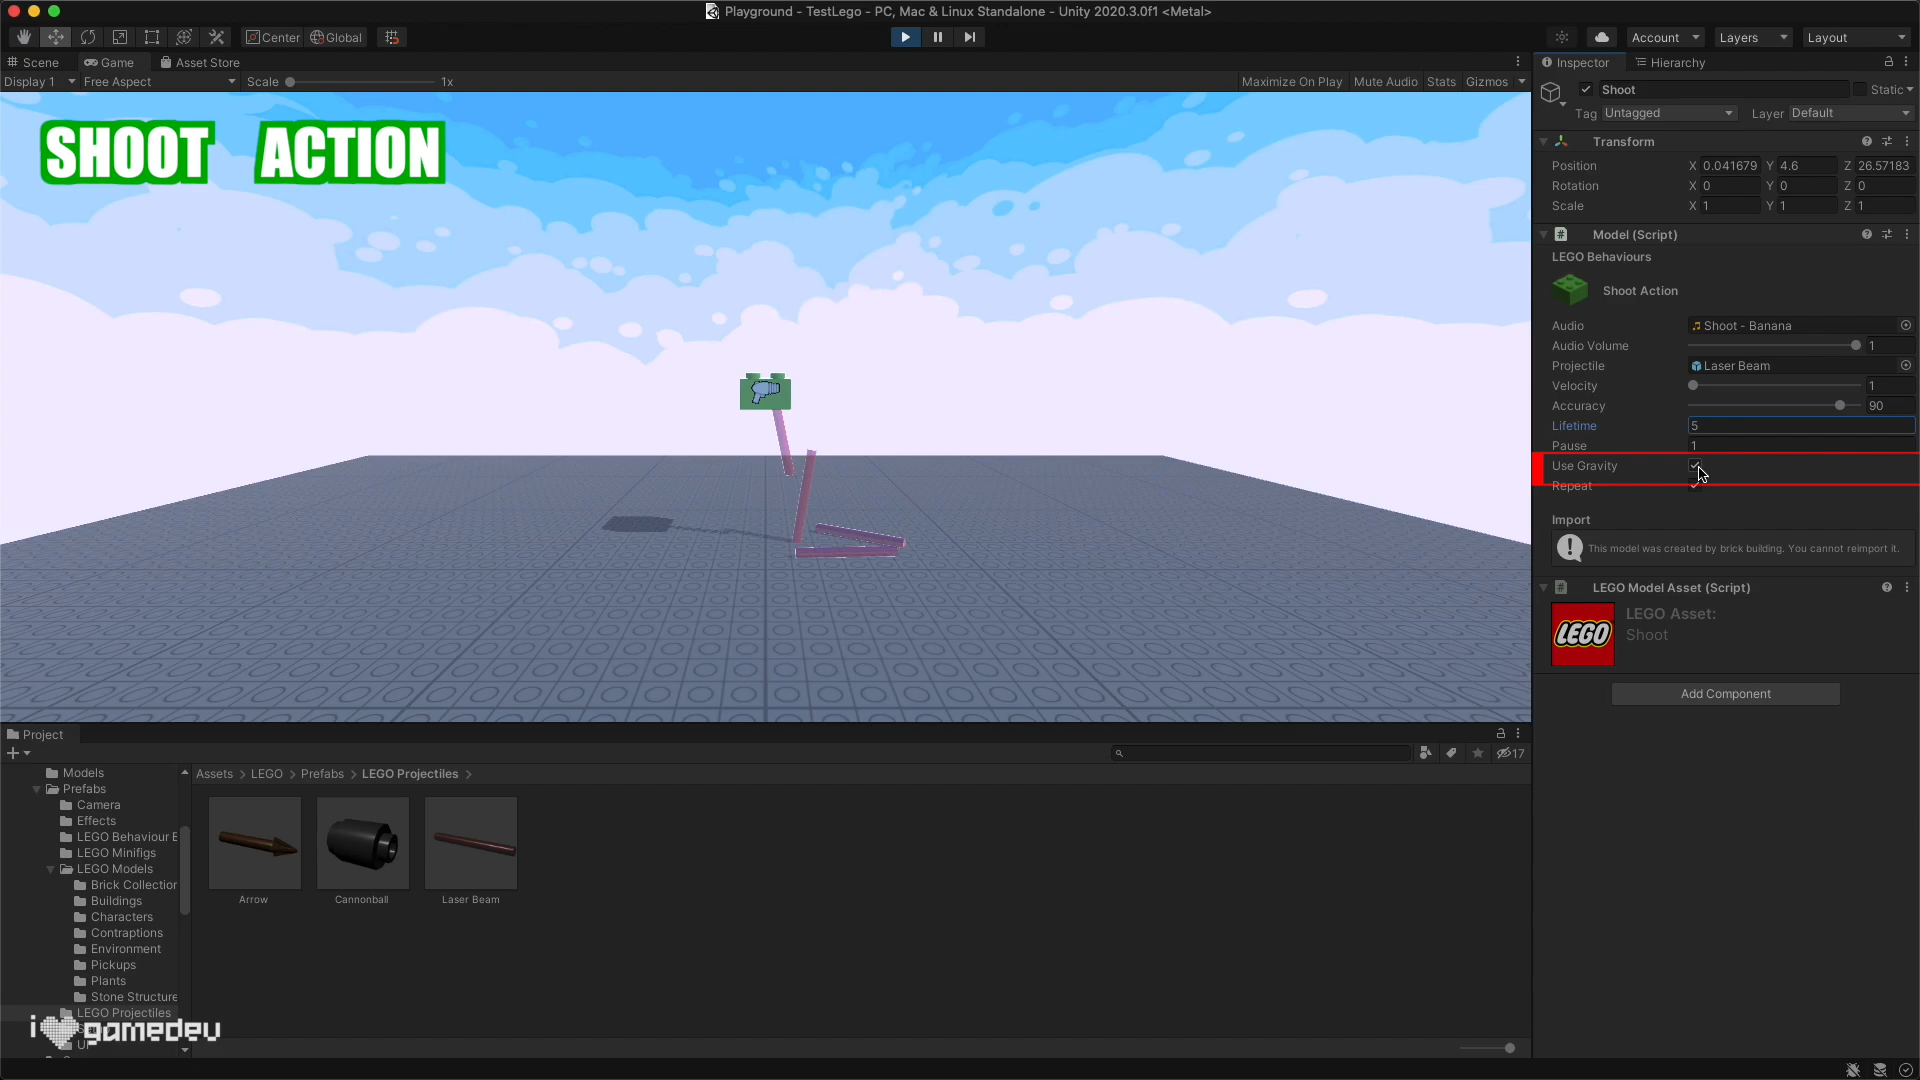 Playground - TestLego - PC, Mac & Linux Standalone - Unity 2020.3.0f1 <Metal>
Center Global Account Layers Layout
Scene Game Asset Store
Display 1 Free Aspect Scale 1x Maximize On Play Mute Audio Stats Gizmos
SHOOT ACTION
Inspector Hierarchy
Shoot Static
Tag Untagged Layer Default
Transform
Position X 0.041679 Y 4.6 Z 26.57183
Rotation X 0 Y 0 Z 0
Scale X 1 Y 1 Z 1
# Model (Script)
LEGO Behaviours
Shoot Action
Audio Shoot - Banana
Audio Volume 1
Projectile Laser Beam
Velocity 1
Accuracy 90
Lifetime 5
Pause 1
Use Gravity
Repeat
Import
This model was created by brick building. You cannot reimport it.
# LEGO Model Asset (Script)
LEGO
LEGO Asset:
Shoot
Add Component
Project
17
Models
Prefabs
Camera
Effects
LEGO Behaviour E
LEGO Minifigs
LEGO Models
Brick Collection
Buildings
Characters
Contraptions
Environment
Pickups
Plants
Stone Structure
LEGO Projectiles
UI
Assets > LEGO > Prefabs > LEGO Projectiles >
Arrow Cannonball Laser Beam
i gamedev